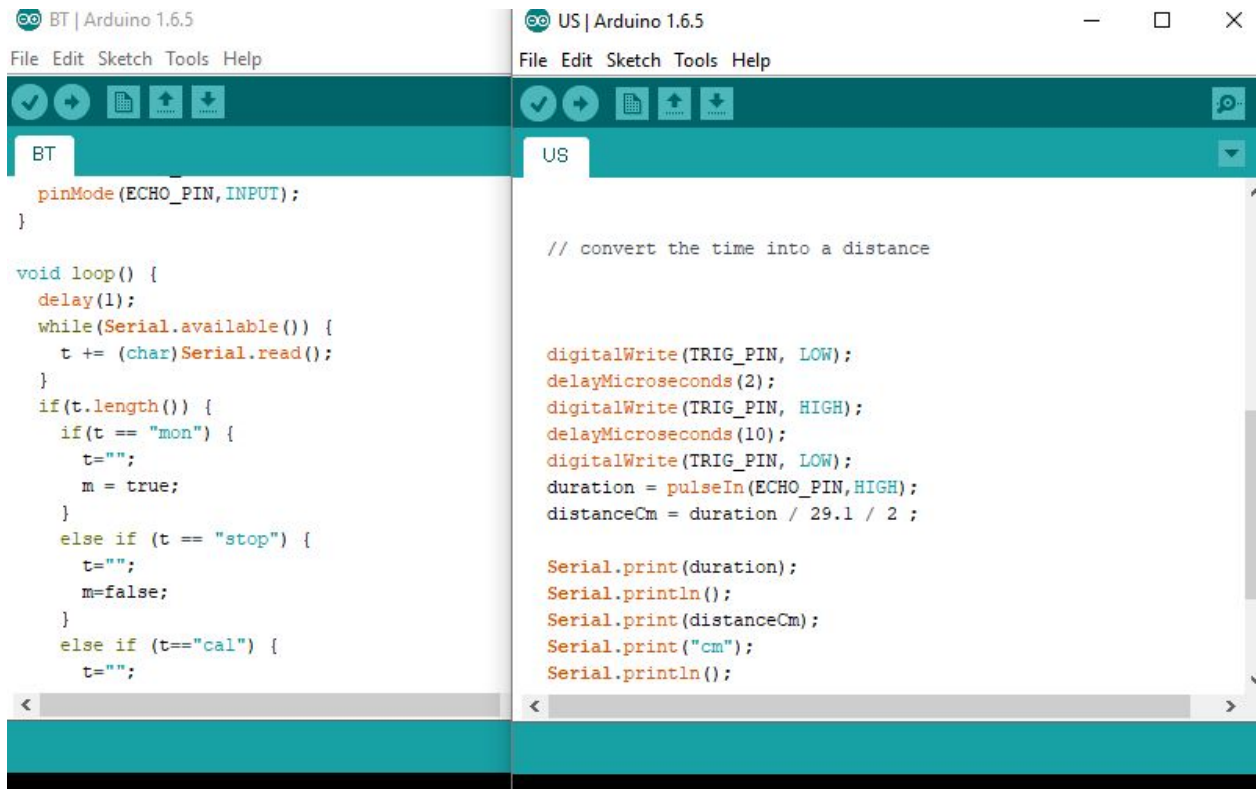 BT | Arduino 1.6.5
File Edit Sketch Tools Help
BT
pinMode(ECHO_PIN,INPUT);
}
void loop() {
delay(1);
while(Serial.available()) {
t += (char)Serial.read();
}
if(t.length()) {
if(t == "mon") {
t="";
m = true;
}
else if (t == "stop") {
t="";
m=false;
}
else if (t=="cal") {
t="";
US | Arduino 1.6.5
File Edit Sketch Tools Help
US
// convert the time into a distance
digitalWrite(TRIG_PIN, LOW);
delayMicroseconds(2);
digitalWrite(TRIG_PIN, HIGH);
delayMicroseconds(10);
digitalWrite(TRIG_PIN, LOW);
duration = pulseIn(ECHO_PIN,HIGH);
distanceCm = duration / 29.1 / 2 ;
Serial.print(duration);
Serial.println();
Serial.print(distanceCm);
Serial.print("cm");
Serial.println();